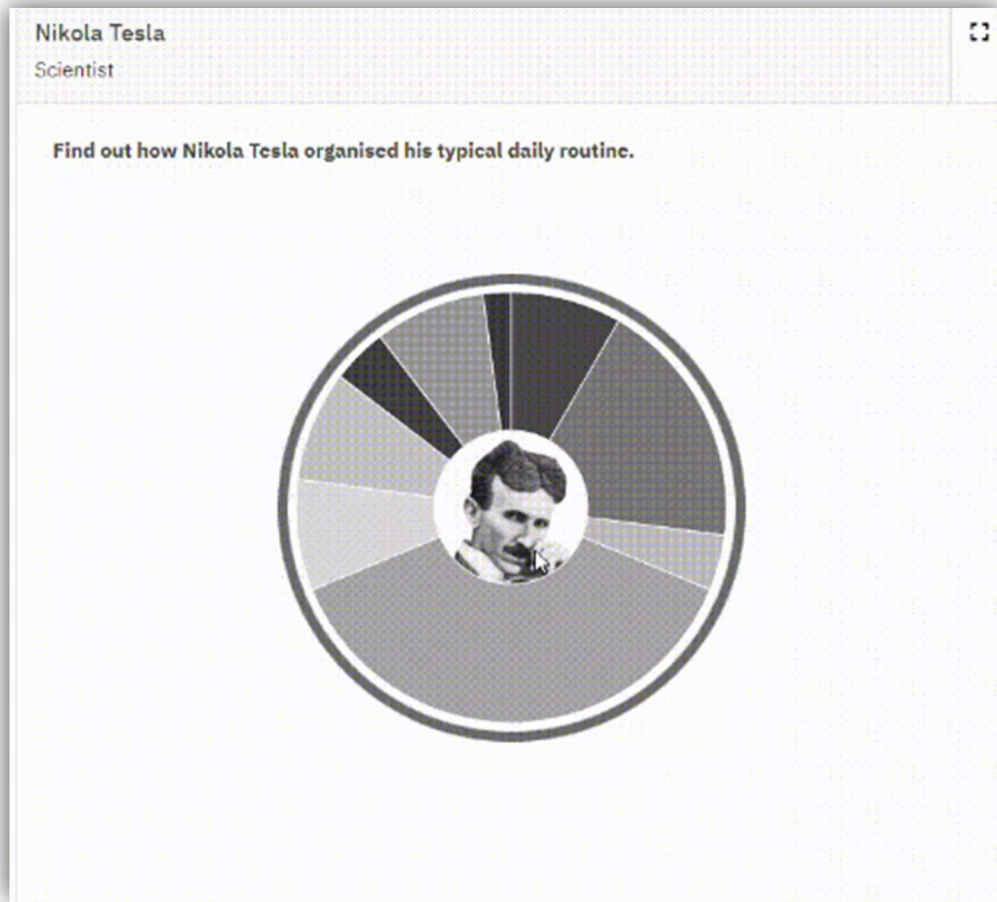 Nikola Tesla
Scientist
Find out how Nikola Tesla organised his typical daily routine.